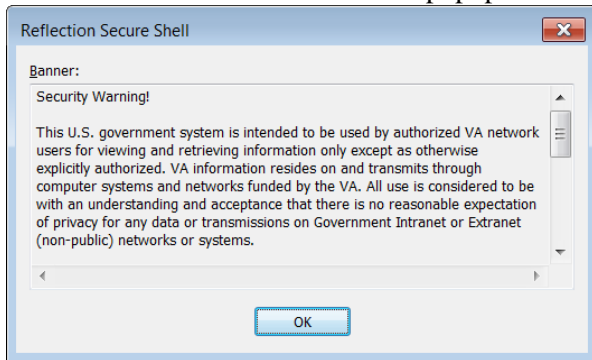 Reflection Secure Shell
Banner:
Security Warning!
This U.S. government system is intended to be used by authorized VA network
users for viewing and retrieving information only except as otherwise
explicitly authorized. VA information resides on and transmits through
computer systems and networks funded by the VA. All use is considered to be
with an understanding and acceptance that there is no reasonable expectation
of privacy for any data or transmissions on Government Intranet or Extranet
(non-public) networks or systems.
OK